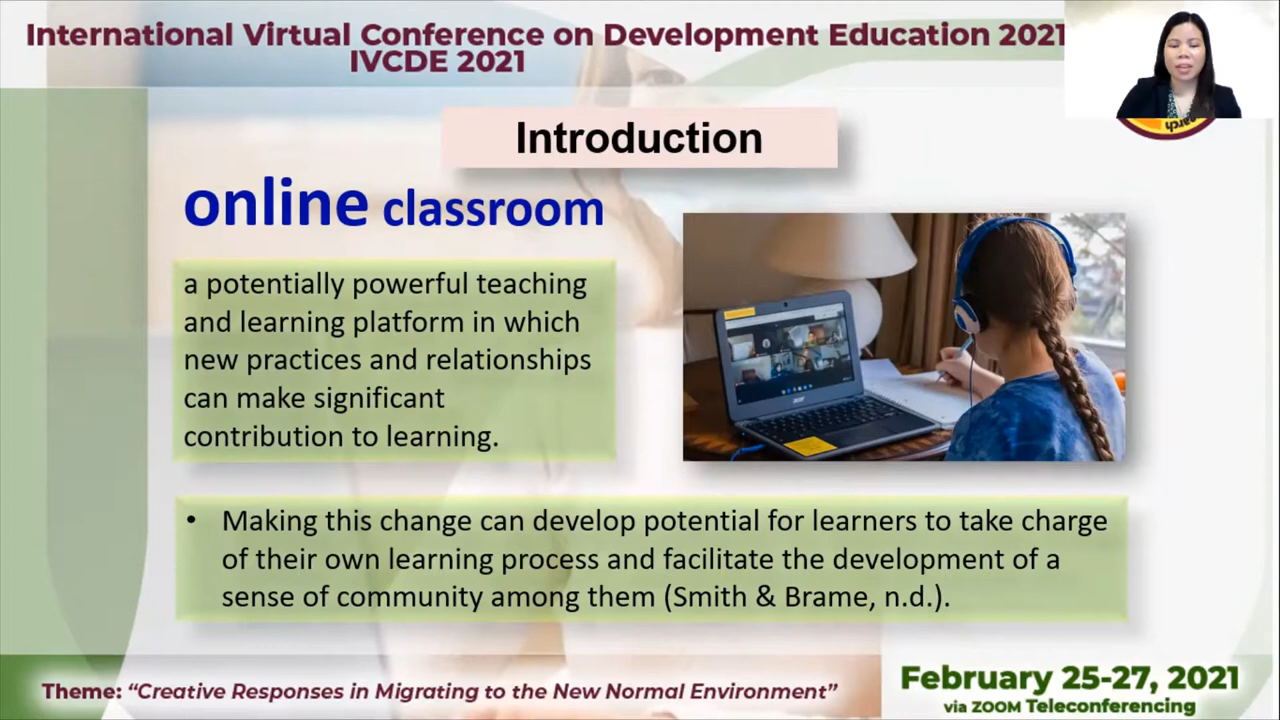 International Virtual Conference on Development Education 2021
IVCDE 2021
Introduction
online classroom
a potentially powerful teaching
and learning platform in which
new practices and relationships
can make significant
contribution to learning.
• Making this change can develop potential for learners to take charge
of their own learning process and facilitate the development of a
sense of community among them (Smith & Brame, n.d.).
Theme: “Creative Responses in Migrating to the New Normal Environment”
February 25-27, 2021
via ZOOM Teleconferencing